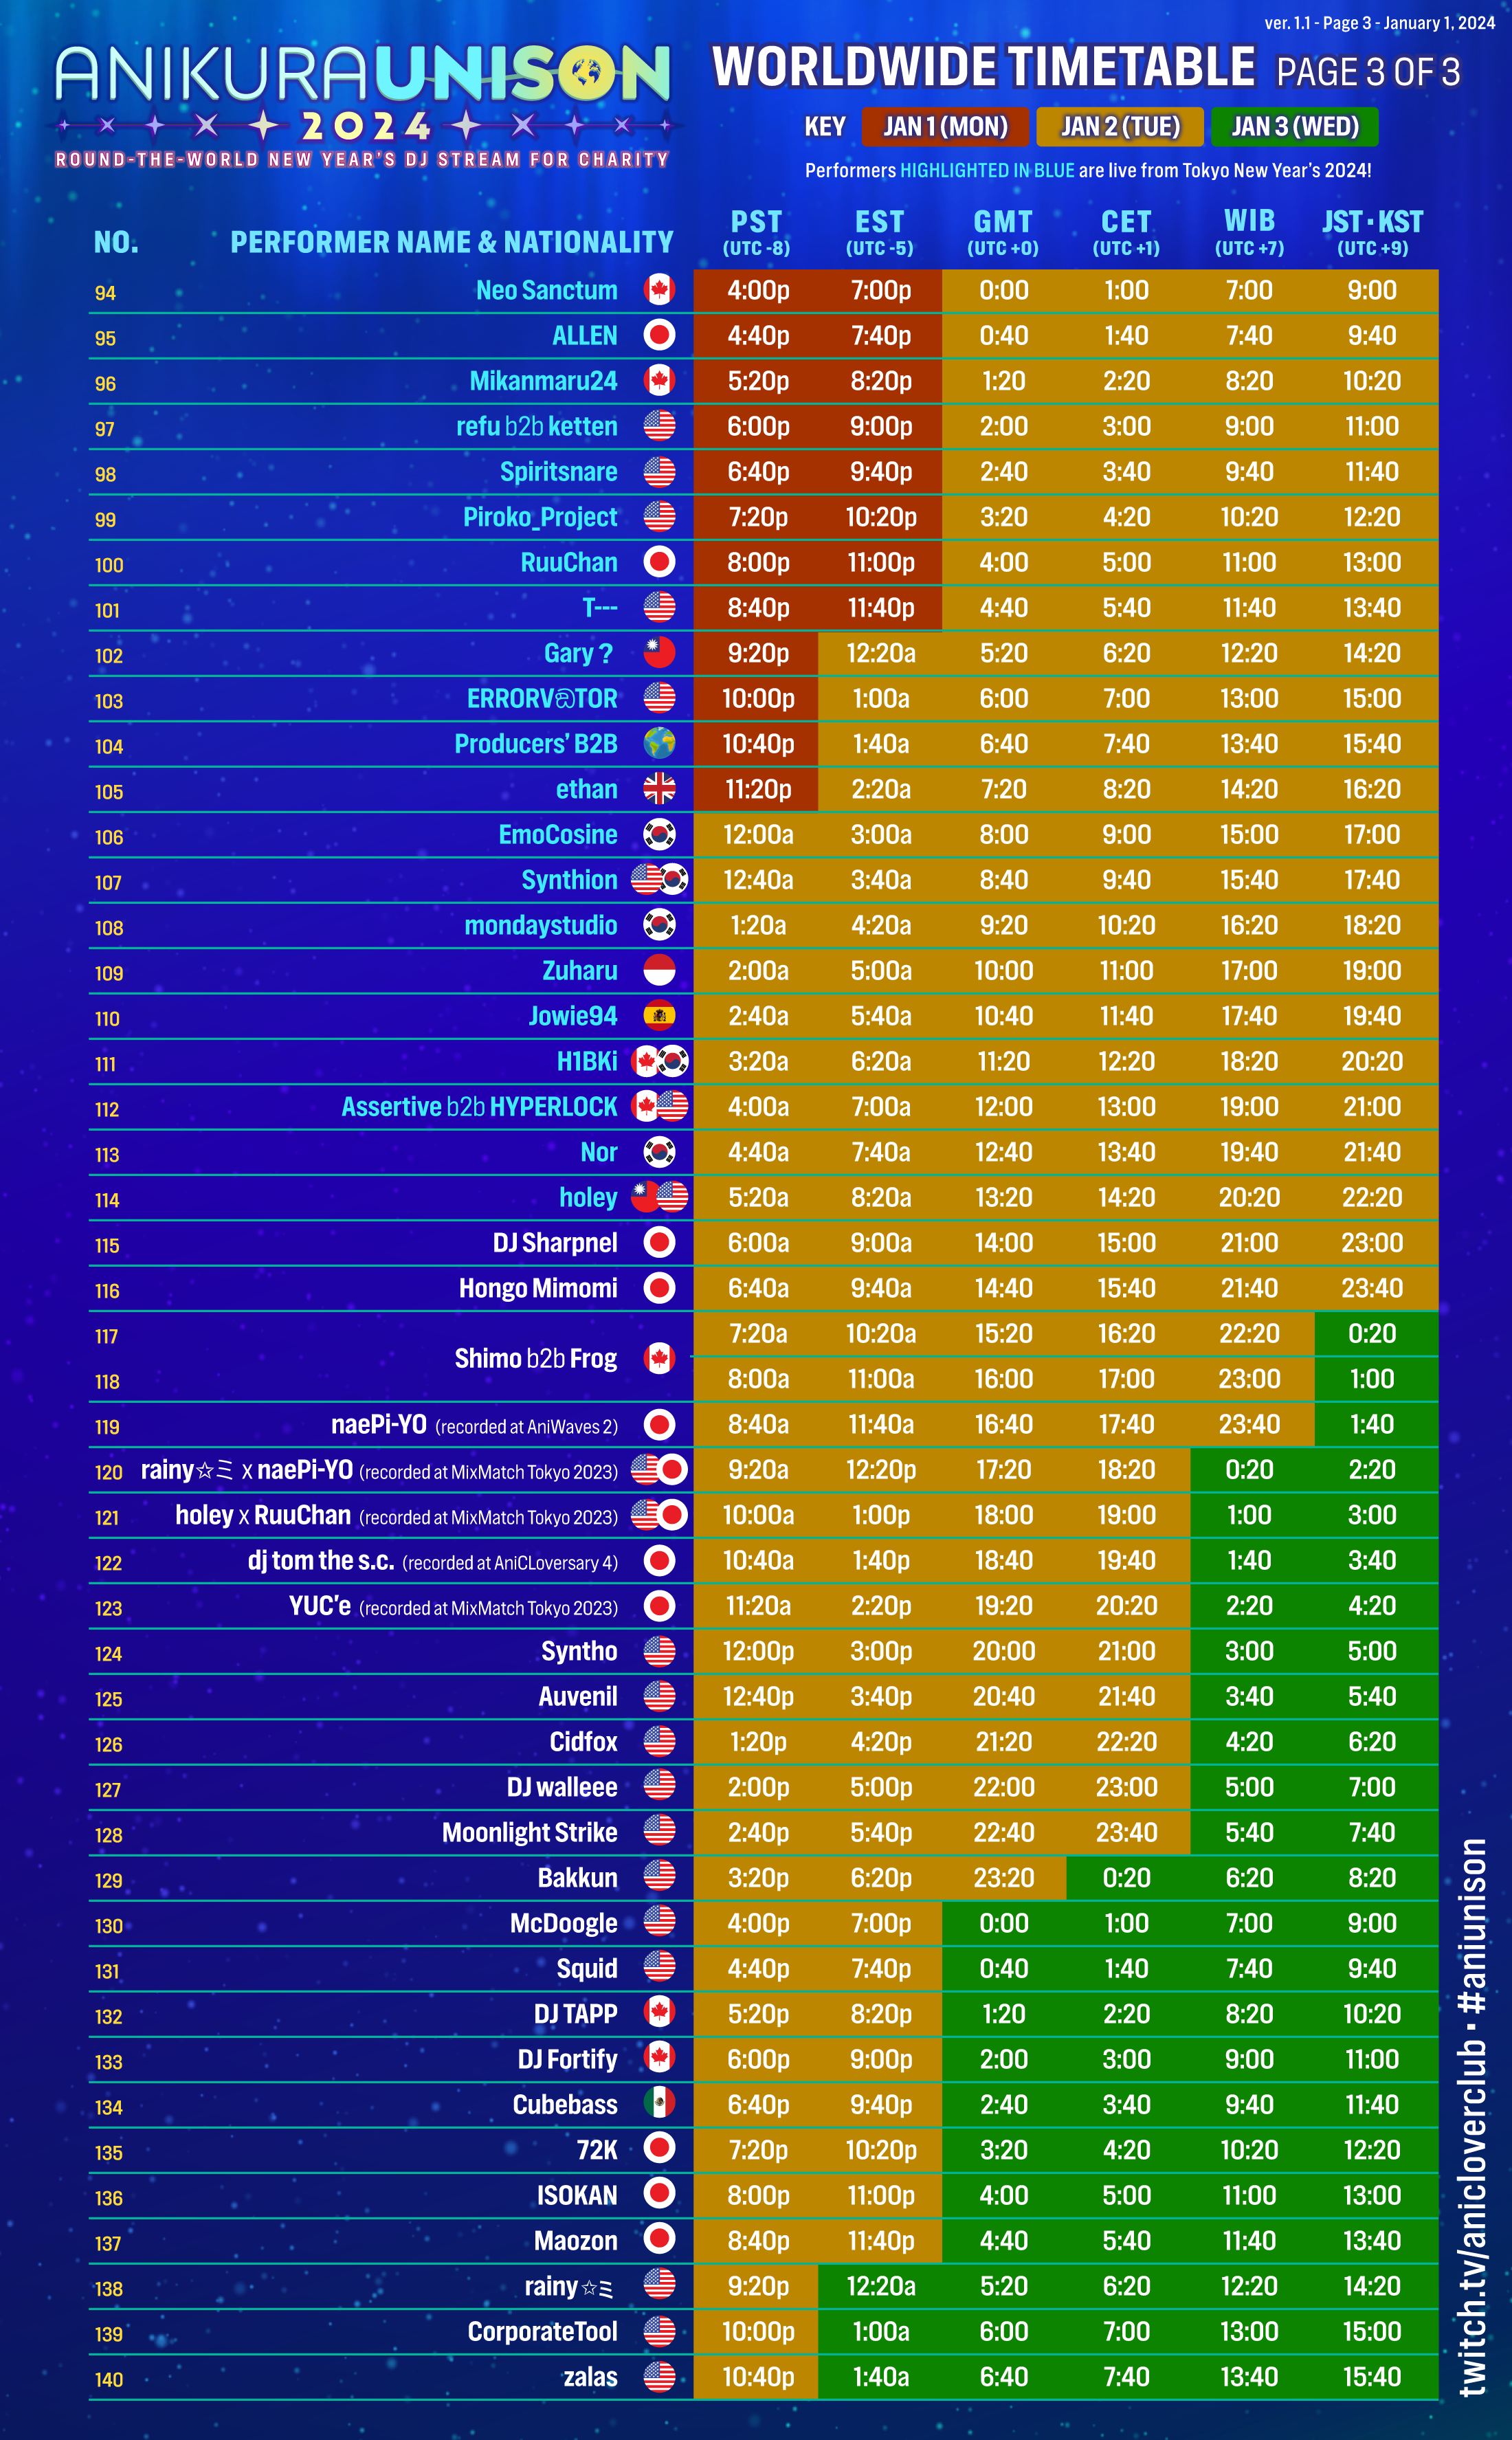 ver. 1.1 - Page 3 - January 1, 2024
ANIKURAUNISON
2024
ROUND-THE-WORLD NEW YEAR'S DJ STREAM FOR CHARITY
WORLDWIDE TIMETABLE PAGE 3 OF 3
KEY JAN 1 (MON) JAN 2 (TUE) JAN 3 (WED)
Performers HIGHLIGHTED IN BLUE are live from Tokyo New Year's 2024!
NO. PERFORMER NAME & NATIONALITY PST EST GMT CET WIB JST・KST
(UTC -8) (UTC -5) (UTC +0) (UTC +1) (UTC +7) (UTC +9)
94 Neo Sanctum 4:00p 7:00p 0:00 1:00 7:00 9:00
95 ALLEN 4:40p 7:40p 0:40 1:40 7:40 9:40
96 Mikanmaru24 5:20p 8:20p 1:20 2:20 8:20 10:20
97 refu b2b ketten 6:00p 9:00p 2:00 3:00 9:00 11:00
98 Spiritsnare 6:40p 9:40p 2:40 3:40 9:40 11:40
99 Piroko_Project 7:20p 10:20p 3:20 4:20 10:20 12:20
100 RuuChan 8:00p 11:00p 4:00 5:00 11:00 13:00
101 T--- 8:40p 11:40p 4:40 5:40 11:40 13:40
102 Gary ? 9:20p 12:20a 5:20 6:20 12:20 14:20
103 10:00p 1:00a 6:00 7:00 13:00 15:00
104 Producers' B2B 10:40p 1:40a 6:40 7:40 13:40 15:40
105 ethan 11:20p 2:20a 7:20 8:20 14:20 16:20
106 EmoCosine 12:00a 3:00a 8:00 9:00 15:00 17:00
107 Synthion 12:40a 3:40a 8:40 9:40 15:40 17:40
108 mondaystudio 1:20a 4:20a 9:20 10:20 16:20 18:20
109 Zuharu 2:00a 5:00a 10:00 11:00 17:00 19:00
110 Jowie94 2:40a 5:40a 10:40 11:40 17:40 19:40
111 H1BKi 3:20a 6:20a 11:20 12:20 18:20 20:20
112 Assertive b2b HYPERLOCK 4:00a 7:00a 12:00 13:00 19:00 21:00
113 Nor 4:40a 7:40a 12:40 13:40 19:40 21:40
114 holey 5:20a 8:20a 13:20 14:20 20:20 22:20
115 DJ Sharpnel 6:00a 9:00a 14:00 15:00 21:00 23:00
116 Hongo Mimomi 6:40a 9:40a 14:40 15:40 21:40 23:40
117 7:20a 10:20a 15:20 16:20 22:20 0:20
Shimo b2b Frog
118 8:00a 11:00a 16:00 17:00 23:00 1:00
119 naePi-YO (recorded at AniWaves 2) 8:40a 11:40a 16:40 17:40 23:40 1:40
120 rainy☆ミ x naePi-YO (recorded at MixMatch Tokyo 2023) 9:20a 12:20p 17:20 18:20 0:20 2:20
121 holey x RuuChan (recorded at MixMatch Tokyo 2023) 10:00a 1:00p 18:00 19:00 1:00 3:00
122 dj tom the s.c. (recorded at AniCLoversary 4) 10:40a 1:40p 18:40 19:40 1:40 3:40
123 YUC'e (recorded at MixMatch Tokyo 2023) 11:20a 2:20p 19:20 20:20 2:20 4:20
124 Syntho 12:00p 3:00p 20:00 21:00 3:00 5:00
125 Auvenil 12:40p 3:40p 20:40 21:40 3:40 5:40
126 Cidfox 1:20p 4:20p 21:20 22:20 4:20 6:20
127 DJ walleee 2:00p 5:00p 22:00 23:00 5:00 7:00
128 Moonlight Strike 2:40p 5:40p 22:40 23:40 5:40 7:40
129 Bakkun 3:20p 6:20p 23:20 0:20 6:20 8:20
130 McDoogle 4:00p 7:00p 0:00 1:00 7:00 9:00
131 Squid 4:40p 7:40p 0:40 1:40 7:40 9:40
132 DJ TAPP 5:20p 8:20p 1:20 2:20 8:20 10:20
133 DJ Fortify 6:00p 9:00p 2:00 3:00 9:00 11:00
134 Cubebass 6:40p 9:40p 2:40 3:40 9:40 11:40
135 72K 7:20p 10:20p 3:20 4:20 10:20 12:20
136 ISOKAN 8:00p 11:00p 4:00 5:00 11:00 13:00
137 Maozon 8:40p 11:40p 4:40 5:40 11:40 13:40
138 rainy☆ミ 9:20p 12:20a 5:20 6:20 12:20 14:20
139 CorporateTool 10:00p 1:00a 6:00 7:00 13:00 15:00
140 zalas 10:40p 1:40a 6:40 7:40 13:40 15:40
twitch.tv/anicloverclub・#aniunison